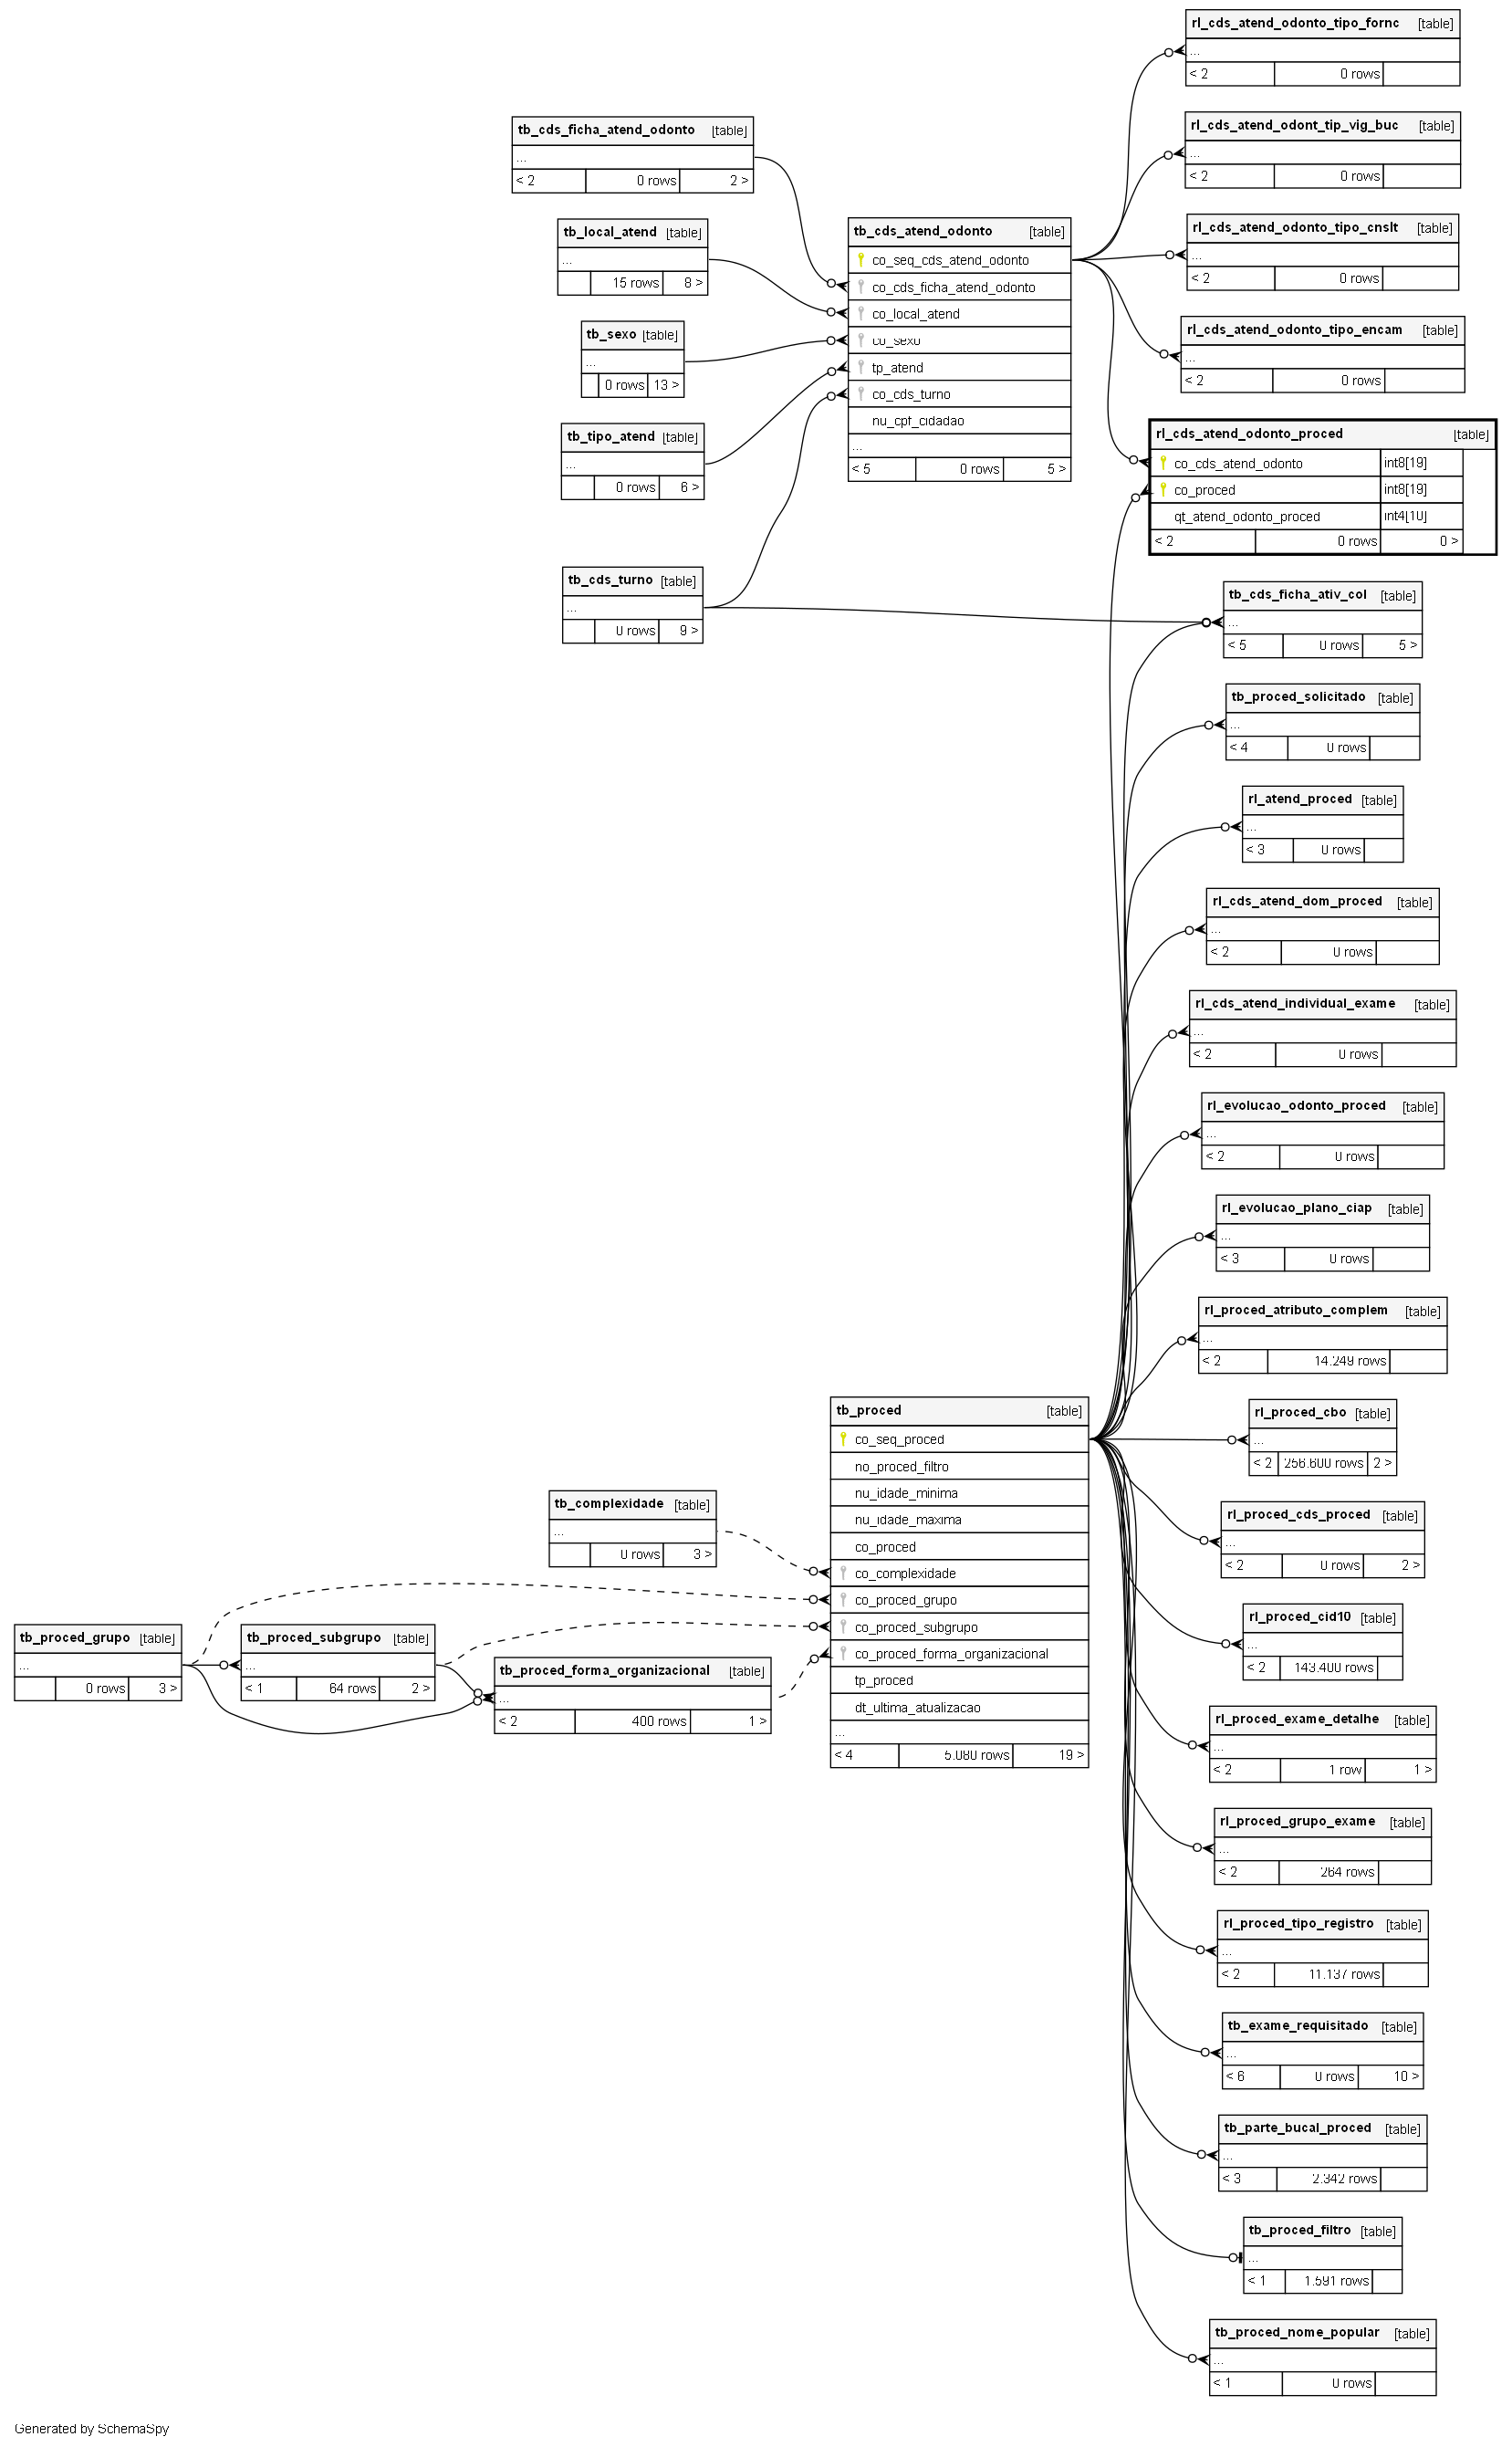 rl_cds_atend_odonto_tipo_fornc [table]
...
< 2 0 rows
rl_cds_atend_odont_tip_vig_buc [table]
...
< 2 0 rows
rl_cds_atend_odonto_tipo_cnslt [table]
...
< 2 0 rows
rl_cds_atend_odonto_tipo_encam [table]
...
< 2 0 rows
tb_cds_ficha_atend_odonto [table]
...
< 2 0 rows 2 >
tb_local_atend [table]
...
15 rows 8 >
tb_sexo [table]
...
0 rows 13 >
tb_tipo_atend [table]
...
0 rows 6 >
tb_cds_turno [table]
...
0 rows 9 >
tb_cds_atend_odonto [table]
co_seq_cds_atend_odonto
co_cds_ficha_atend_odonto
co_local_atend
co_sexo
tp_atend
co_cds_turno
nu_cpf_cidadao
...
< 5 0 rows 5 >
rl_cds_atend_odonto_proced [table]
co_cds_atend_odonto int8[19]
co_proced int8[19]
qt_atend_odonto_proced int4[10]
< 2 0 rows 0 >
tb_cds_ficha_ativ_col [table]
...
< 5 0 rows 5 >
tb_proced_solicitado [table]
...
< 4 0 rows
rl_atend_proced [table]
...
< 3 0 rows
rl_cds_atend_dom_proced [table]
...
< 2 0 rows
rl_cds_atend_individual_exame [table]
...
< 2 0 rows
rl_evolucao_odonto_proced [table]
...
< 2 0 rows
rl_evolucao_plano_ciap [table]
...
< 3 0 rows
rl_proced_atributo_complem [table]
...
< 2 14.249 rows
rl_proced_cbo [table]
...
< 2 256.600 rows 2 >
rl_proced_cds_proced [table]
...
< 2 0 rows 2 >
rl_proced_cid10 [table]
...
< 2 143.400 rows
rl_proced_exame_detalhe [table]
...
< 2 1 row 1 >
rl_proced_grupo_exame [table]
...
< 2 264 rows
rl_proced_tipo_registro [table]
...
< 2 11.137 rows
tb_exame_requisitado [table]
...
< 6 0 rows 10 >
tb_parte_bucal_proced [table]
...
< 3 2.342 rows
tb_proced_filtro [table]
...
< 1 1.591 rows
tb_proced_nome_popular [table]
...
< 1 0 rows
tb_proced [table]
co_seq_proced
no_proced_filtro
nu_idade_minima
nu_idade_maxima
co_proced
co_complexidade
co_proced_grupo
co_proced_subgrupo
co_proced_forma_organizacional
tp_proced
dt_ultima_atualizacao
...
< 4 5.080 rows 19 >
tb_complexidade [table]
...
0 rows 3 >
tb_proced_grupo [table]
...
0 rows 3 >
tb_proced_subgrupo [table]
...
< 1 64 rows 2 >
tb_proced_forma_organizacional [table]
...
< 2 400 rows 1 >
Generated by SchemaSpy